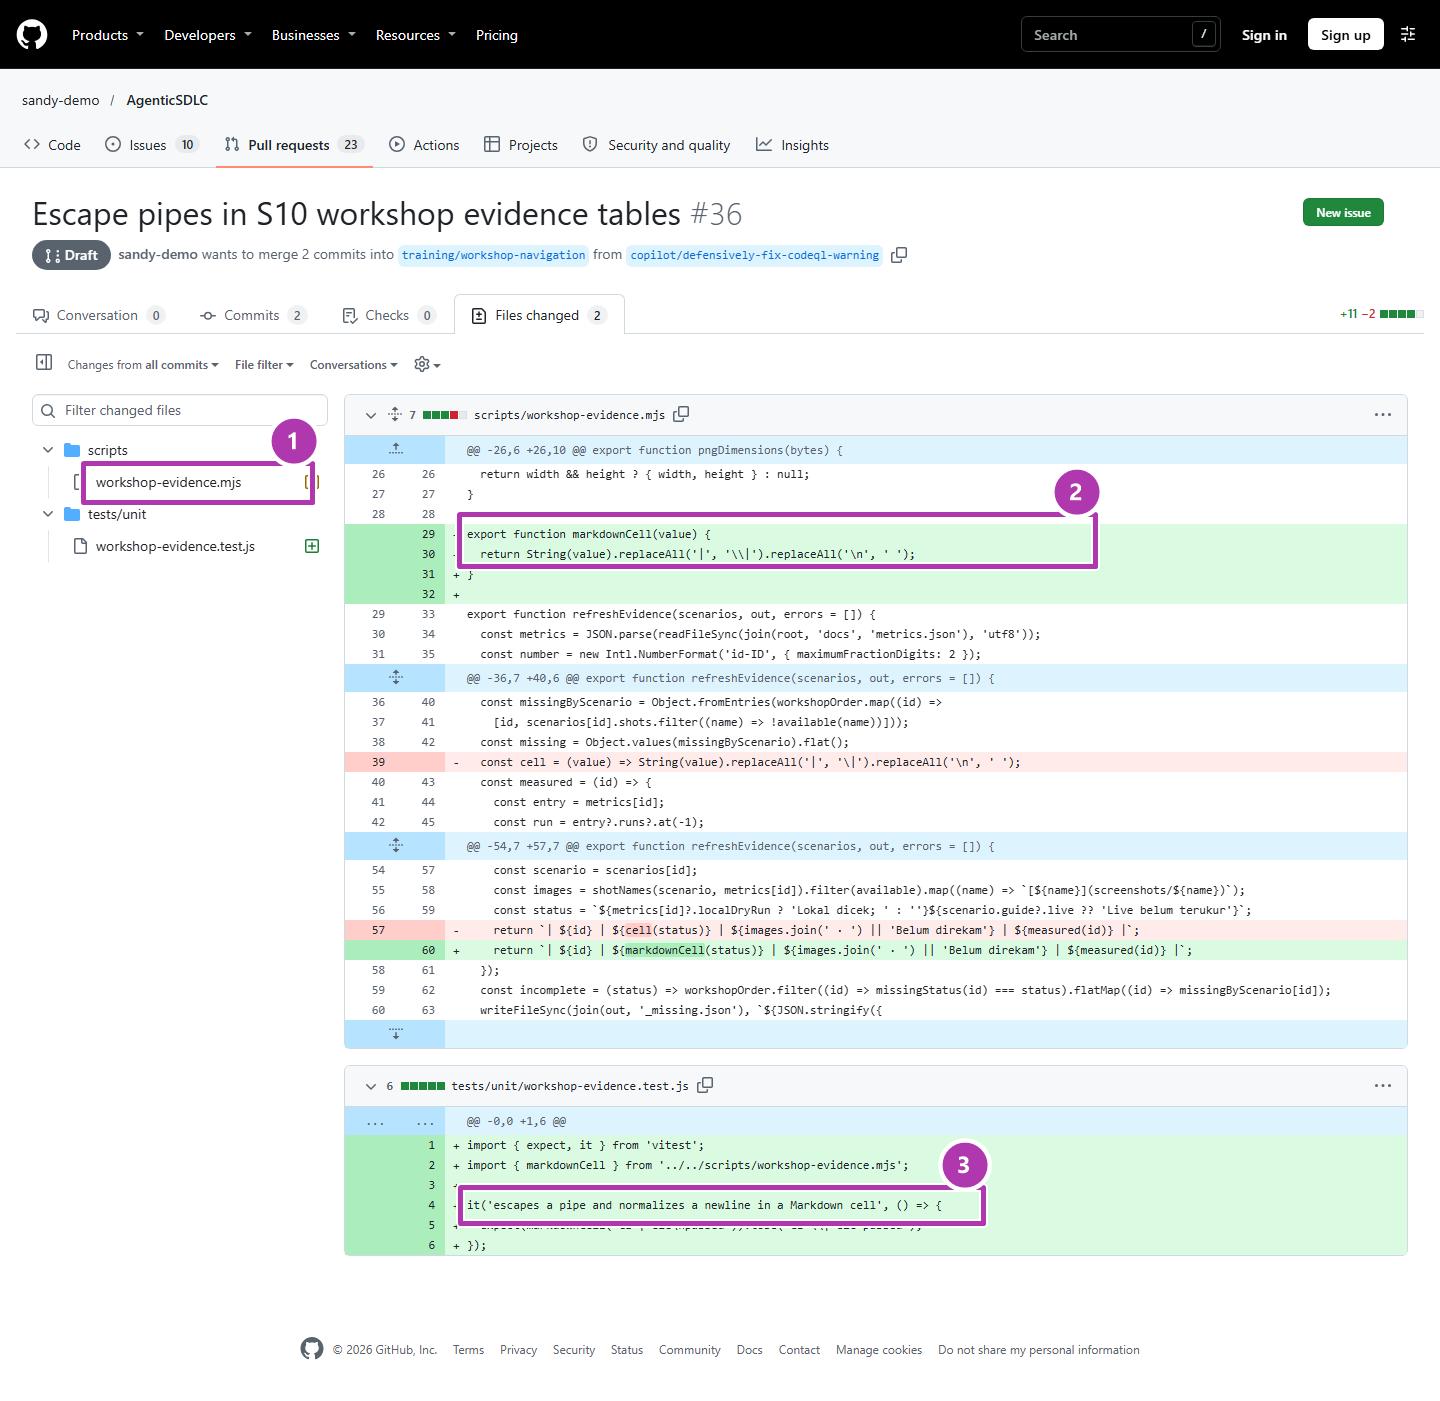 Products Developers Businesses Resources Pricing Search / Sign in Sign up
sandy-demo / AgenticSDLC
Code Issues 10 Pull requests 23 Actions Projects Security and quality Insights
Escape pipes in S10 workshop evidence tables #36 New issue
Draft sandy-demo wants to merge 2 commits into training/workshop-navigation from copilot/defensively-fix-codeql-warning
Conversation 0 Commits 2 Checks 0 Files changed 2 +11 −2
Changes from all commits File filter Conversations
Filter changed files
1
scripts
workshop-evidence.mjs
tests/unit
workshop-evidence.test.js
7 scripts/workshop-evidence.mjs
@@ -26,6 +26,10 @@ export function pngDimensions(bytes) {
26 26 return width && height ? { width, height } : null;
27 27 }
2
28 28
29 export function markdownCell(value) {
30 return String(value).replaceAll('|', '\\|').replaceAll('\n', ' ');
31 + }
32 +
29 33 export function refreshEvidence(scenarios, out, errors = []) {
30 34 const metrics = JSON.parse(readFileSync(join(root, 'docs', 'metrics.json'), 'utf8'));
31 35 const number = new Intl.NumberFormat('id-ID', { maximumFractionDigits: 2 });
@@ -36,7 +40,6 @@ export function refreshEvidence(scenarios, out, errors = []) {
36 40 const missingByScenario = Object.fromEntries(workshopOrder.map((id) =>
37 41 [id, scenarios[id].shots.filter((name) => !available(name))]));
38 42 const missing = Object.values(missingByScenario).flat();
39 - const cell = (value) => String(value).replaceAll('|', '\|').replaceAll('\n', ' ');
40 43 const measured = (id) => {
41 44 const entry = metrics[id];
42 45 const run = entry?.runs?.at(-1);
@@ -54,7 +57,7 @@ export function refreshEvidence(scenarios, out, errors = []) {
54 57 const scenario = scenarios[id];
55 58 const images = shotNames(scenario, metrics[id]).filter(available).map((name) => `[${name}](screenshots/${name})`);
56 59 const status = `${metrics[id]?.localDryRun ? 'Lokal dicek; ' : ''}${scenario.guide?.live ?? 'Live belum terukur'}`;
57 - return `| ${id} | ${cell(status)} | ${images.join(' · ') || 'Belum direkam'} | ${measured(id)} |`;
60 + return `| ${id} | ${markdownCell(status)} | ${images.join(' · ') || 'Belum direkam'} | ${measured(id)} |`;
58 61 });
59 62 const incomplete = (status) => workshopOrder.filter((id) => missingStatus(id) === status).flatMap((id) => missingByScenario[id]);
60 63 writeFileSync(join(out, '_missing.json'), `${JSON.stringify({
6 tests/unit/workshop-evidence.test.js
... ... @@ -0,0 +1,6 @@
1 + import { expect, it } from 'vitest';
2 + import { markdownCell } from '../../scripts/workshop-evidence.mjs';
3
3
4 it('escapes a pipe and normalizes a newline in a Markdown cell', () => {
5
6 + });
© 2026 GitHub, Inc. Terms Privacy Security Status Community Docs Contact Manage cookies Do not share my personal information